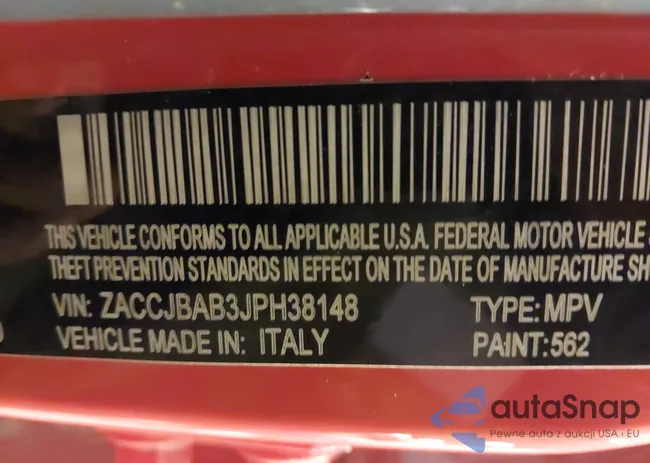 THIS VEHICLE CONFORMS TO ALL APPLICABLE U.S.A. FEDERAL MOTOR VEHICLE
THEFT PREVENTION STANDARDS IN EFFECT ON THE DATE OF MANUFACTURE SH
VIN: ZACCJBAB3JPH38148 TYPE: MPV
VEHICLE MADE IN: ITALY PAINT:562
autaSnap
Pewne auta z aukcji USA i EU